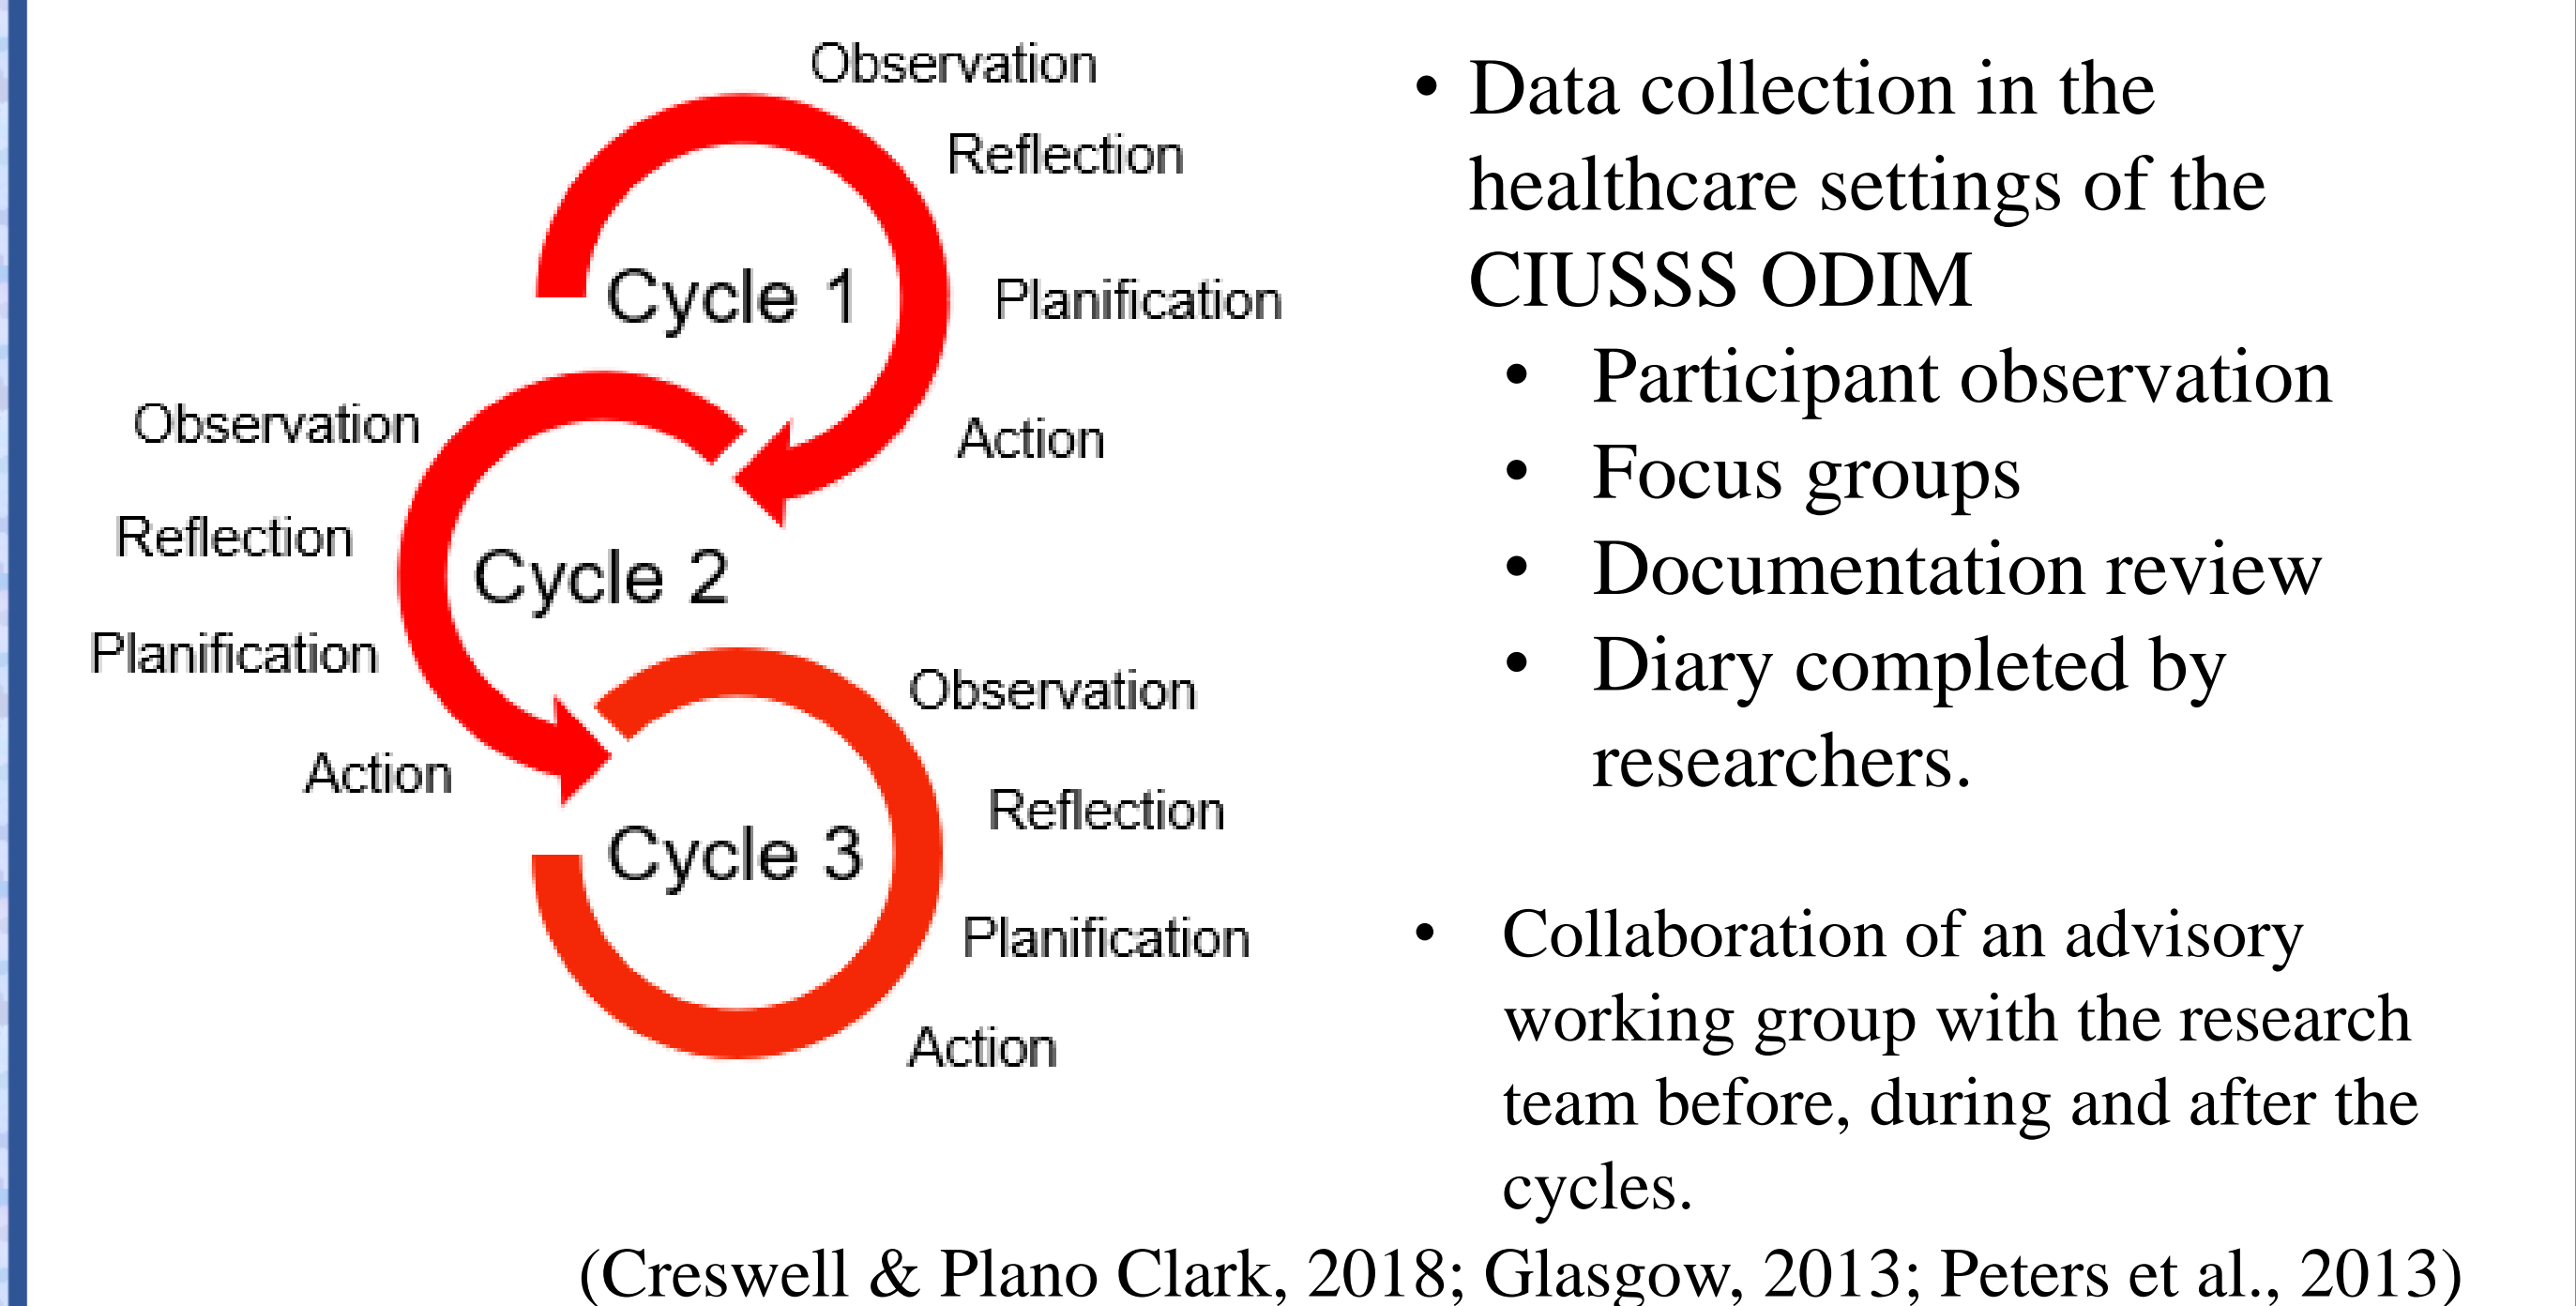 Observation
Reflection
Cycle 1
Planification
Action
Observation
Reflection
Cycle 2
Planification
Action
Observation
Reflection
Cycle 3
Planification
Action
• Data collection in the
healthcare settings of the
CIUSSS ODIM
• Participant observation
• Focus groups
• Documentation review
• Diary completed by
researchers.
• Collaboration of an advisory
working group with the research
team before, during and after the
cycles.
(Creswell & Plano Clark, 2018; Glasgow, 2013; Peters et al., 2013)